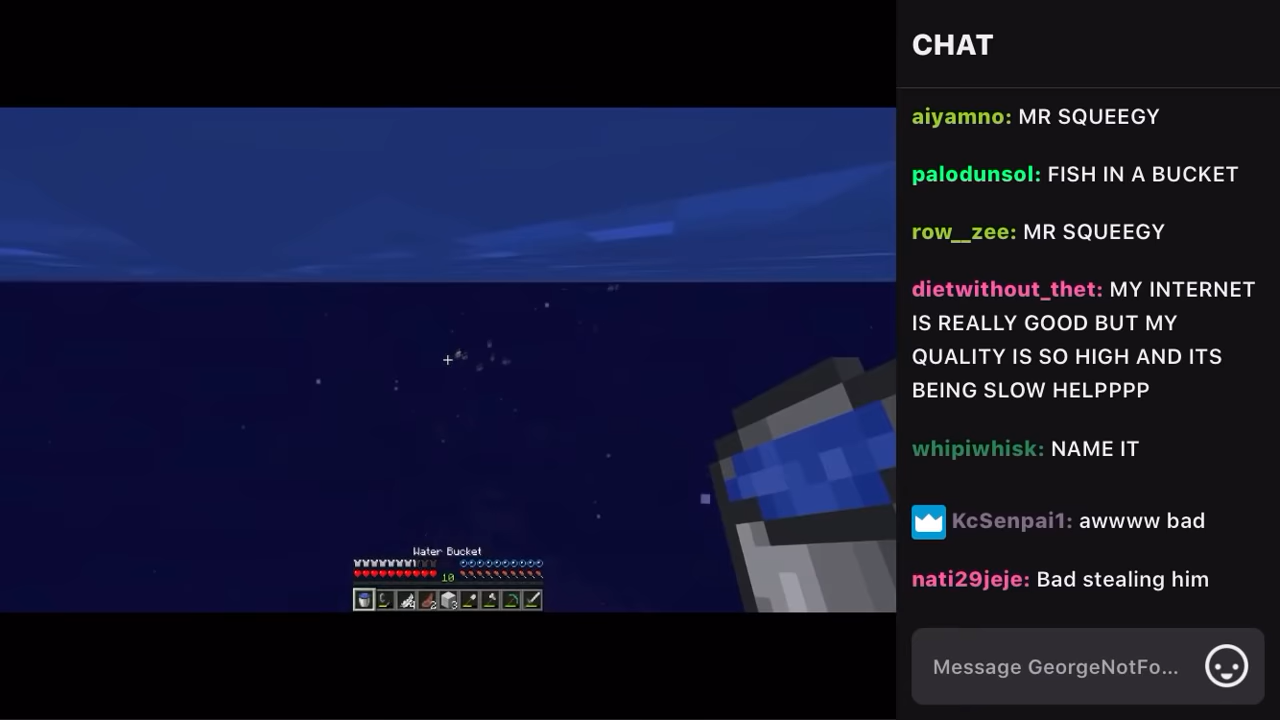 CHAT
aiyamno: MR SQUEEGY
palodunsol: FISH IN A BUCKET
row__zee: MR SQUEEGY
dietwithout_thet: MY INTERNET
IS REALLY GOOD BUT MY
QUALITY IS SO HIGH AND ITS
BEING SLOW HELPPPP
whipiwhisk: NAME IT
KcSenpai1: awwww bad
nati29jeje: Bad stealing him
Message GeorgeNotFo...
Water Bucket
10
2
3